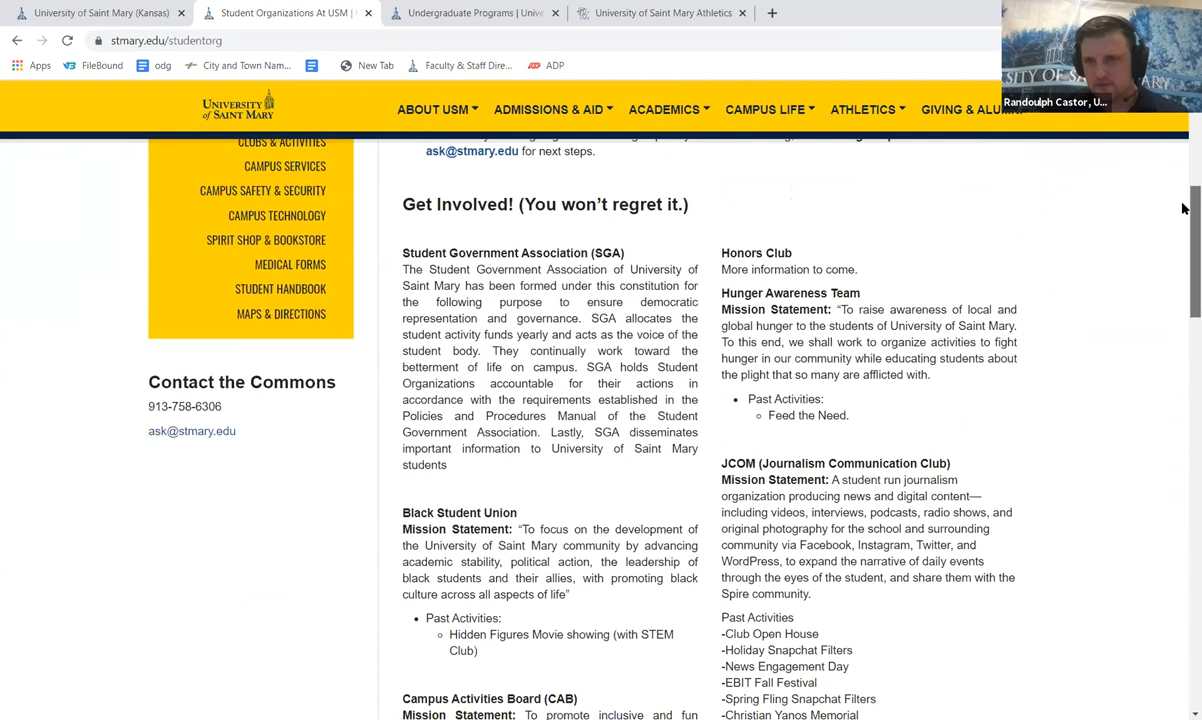 University of Saint Mary (Kansas)
Student Organizations At USM |
Undergraduate Programs | Unive
University of Saint Mary Athletics
stmary.edu/studentorg
Apps
FileBound
odg
City and Town Nam...
New Tab
Faculty & Staff Dire...
ADP
Randoulph Castor, U...
UNIVERSITY
of SAINT MARY
ABOUT USM
ADMISSIONS & AID
ACADEMICS
CAMPUS LIFE
ATHLETICS
GIVING & ALUMNI
CLUBS & ACTIVITIES
CAMPUS SERVICES
CAMPUS SAFETY & SECURITY
CAMPUS TECHNOLOGY
SPIRIT SHOP & BOOKSTORE
MEDICAL FORMS
STUDENT HANDBOOK
MAPS & DIRECTIONS
Contact the Commons
913-758-6306
ask@stmary.edu
ask@stmary.edu for next steps.
Get Involved! (You won’t regret it.)
Student Government Association (SGA)
The Student Government Association of University of
Saint Mary has been formed under this constitution for
the following purpose to ensure democratic
representation and governance. SGA allocates the
student activity funds yearly and acts as the voice of the
student body. They continually work toward the
betterment of life on campus. SGA holds Student
Organizations accountable for their actions in
accordance with the requirements established in the
Policies and Procedures Manual of the Student
Government Association. Lastly, SGA disseminates
important information to University of Saint Mary
students
Black Student Union
Mission Statement: “To focus on the development of
the University of Saint Mary community by advancing
academic stability, political action, the leadership of
black students and their allies, with promoting black
culture across all aspects of life”
• Past Activities:
○ Hidden Figures Movie showing (with STEM
Club)
Campus Activities Board (CAB)
Mission Statement: To promote inclusive and fun
Honors Club
More information to come.
Hunger Awareness Team
Mission Statement: “To raise awareness of local and
global hunger to the students of University of Saint Mary.
To this end, we shall work to organize activities to fight
hunger in our community while educating students about
the plight that so many are afflicted with.
• Past Activities:
○ Feed the Need.
JCOM (Journalism Communication Club)
Mission Statement: A student run journalism
organization producing news and digital content—
including videos, interviews, podcasts, radio shows, and
original photography for the school and surrounding
community via Facebook, Instagram, Twitter, and
WordPress, to expand the narrative of daily events
through the eyes of the student, and share them with the
Spire community.
Past Activities
-Club Open House
-Holiday Snapchat Filters
-News Engagement Day
-EBIT Fall Festival
-Spring Fling Snapchat Filters
-Christian Yanos Memorial